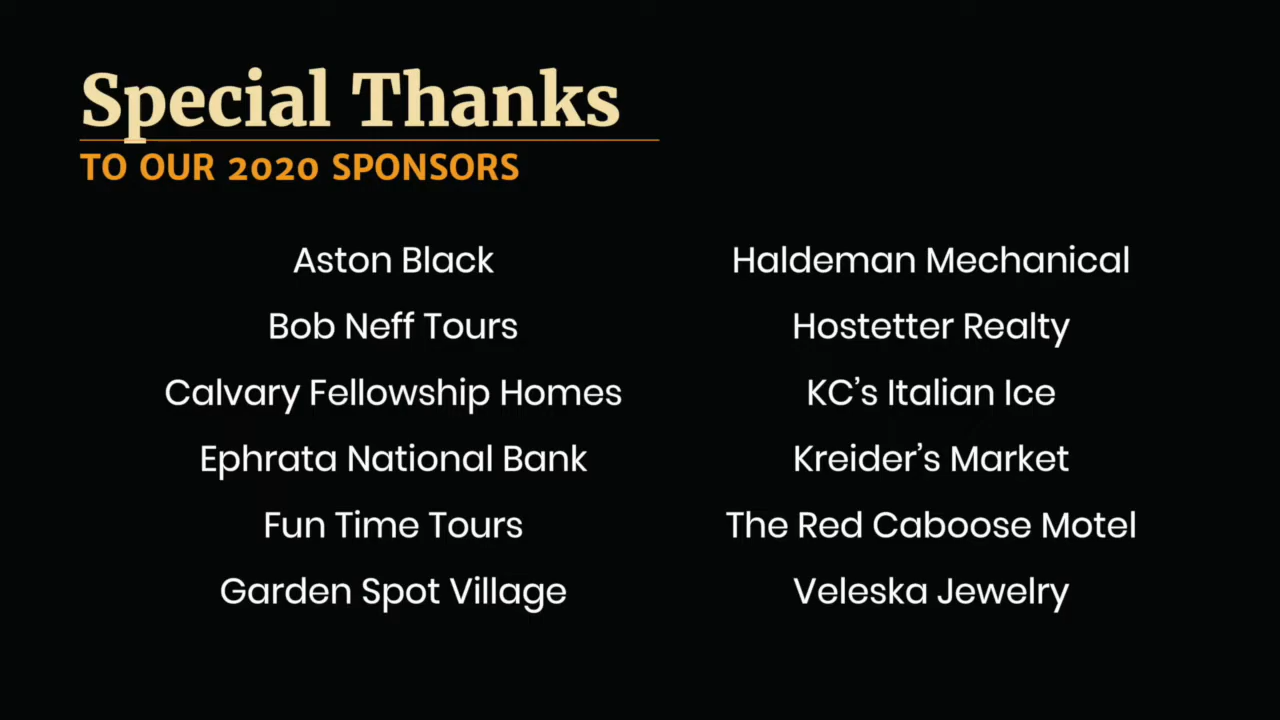 Special Thanks
TO OUR 2020 SPONSORS
Aston Black
Bob Neff Tours
Calvary Fellowship Homes
Ephrata National Bank
Fun Time Tours
Garden Spot Village
Haldeman Mechanical
Hostetter Realty
KC’s Italian Ice
Kreider’s Market
The Red Caboose Motel
Veleska Jewelry